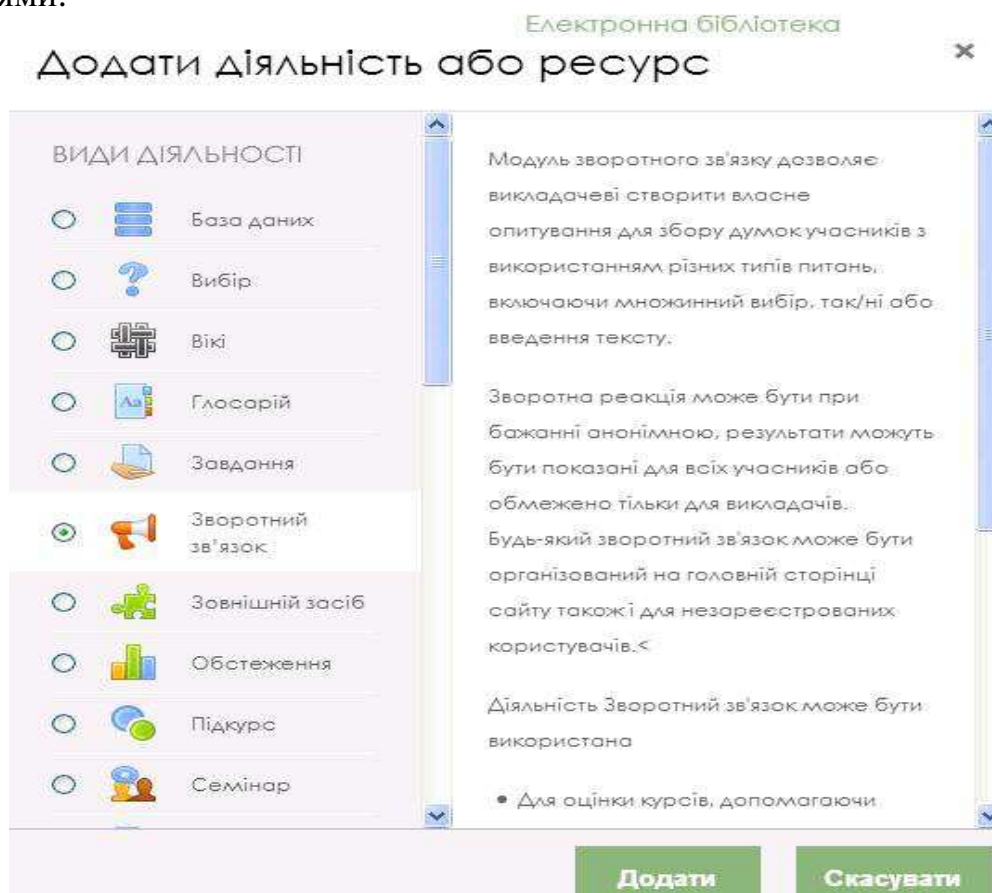 Електронна бібліотека
Додати діяльність або ресурс
ВИДИ ДІЯЛЬНОСТІ
База даних
Вибір
Вікі
Глосарій
Завдання
Зворотний
зв'язок
Зовнішній засіб
Обстеження
Підкурс
Семінар
Модуль зворотного зв'язку дозволяє
викладачеві створити власне
опитування для збору думок учасників з
використанням різних типів питань,
включаючи множинний вибір, так/ні або
введення тексту.
Зворотна реакція може бути при
бажанні анонімною, результати можуть
бути показані для всіх учасників або
обмежено тільки для викладачів.
Будь-який зворотний зв'язок може бути
організований на головній сторінці
сайту також і для незареєстрованих
користувачів.<
Діяльність Зворотний зв'язок може бути
використана
• Для оцінки курсів, допомагаючи
Додати
Скасувати